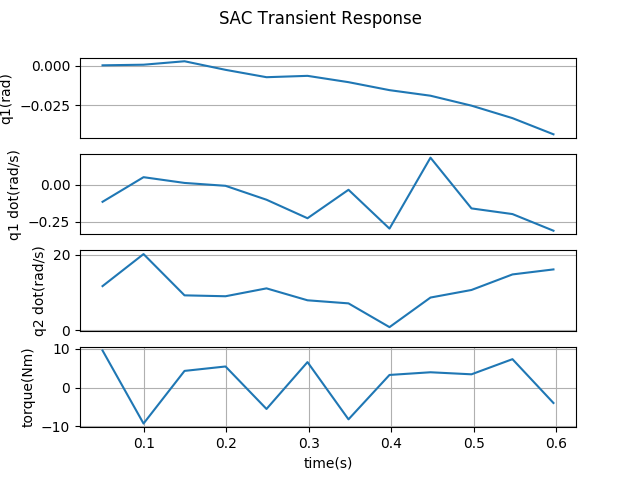 SAC Transient Response
0.000
−0.025
q1(rad)
0.00
−0.25
q1 dot(rad/s)
20
0
q2 dot(rad/s)
10
0
−10
torque(Nm)
0.1 0.2 0.3 0.4 0.5 0.6
time(s)